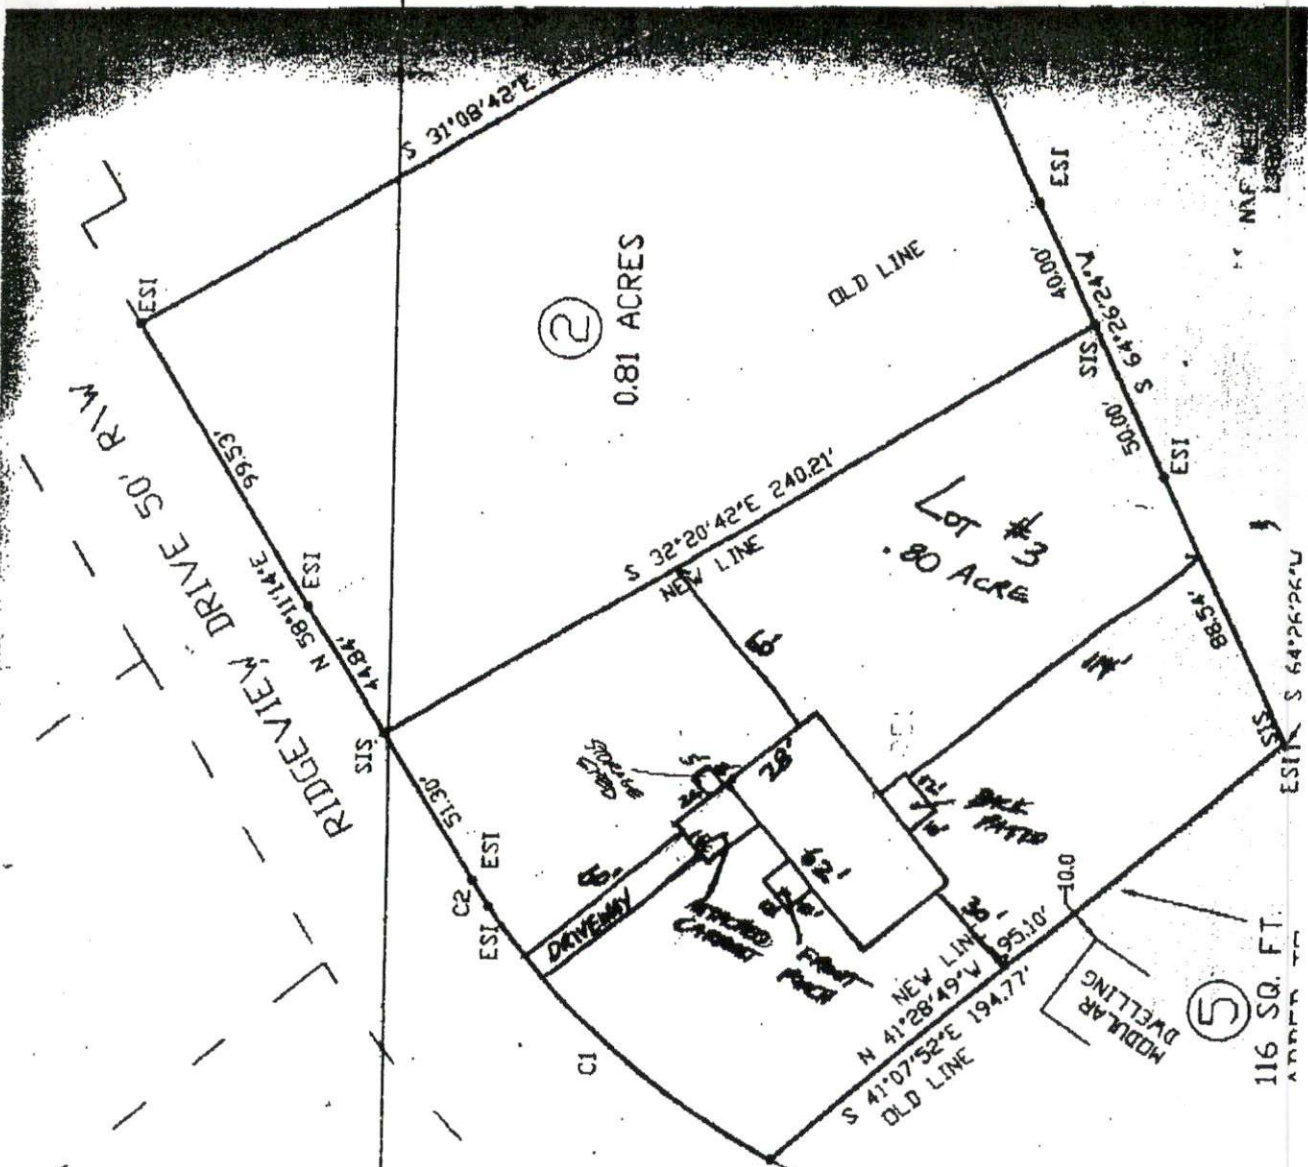 S 31°08'42"E
ESI
RIDGEVIEW DRIVE 50' R\W
99.53'
N 58°11'14"E
ESI
44.84'
SIS
51.30'
ESI
C2
ESI
C1
2
0.81 ACRES
OLD LINE
ESI
40.00'
S 64°26'24"W
SIS
50.00'
ESI
88.54'
SIS
ESI
S 64°26'26"W
S 32°20'42"E 240.21'
NEW LINE
LOT #3
.80 ACRE
114'
28'
62'
12'
BACK
PATIO
DRIVEWAY
ATTACHED
CARPORT
FRONT
PORCH
36'
NEW LINE
N 41°28'49"W 195.10'
S 41°07'52"E 194.77'
OLD LINE
10.0
MODULAR
DWELLING
5
116 SQ. FT.